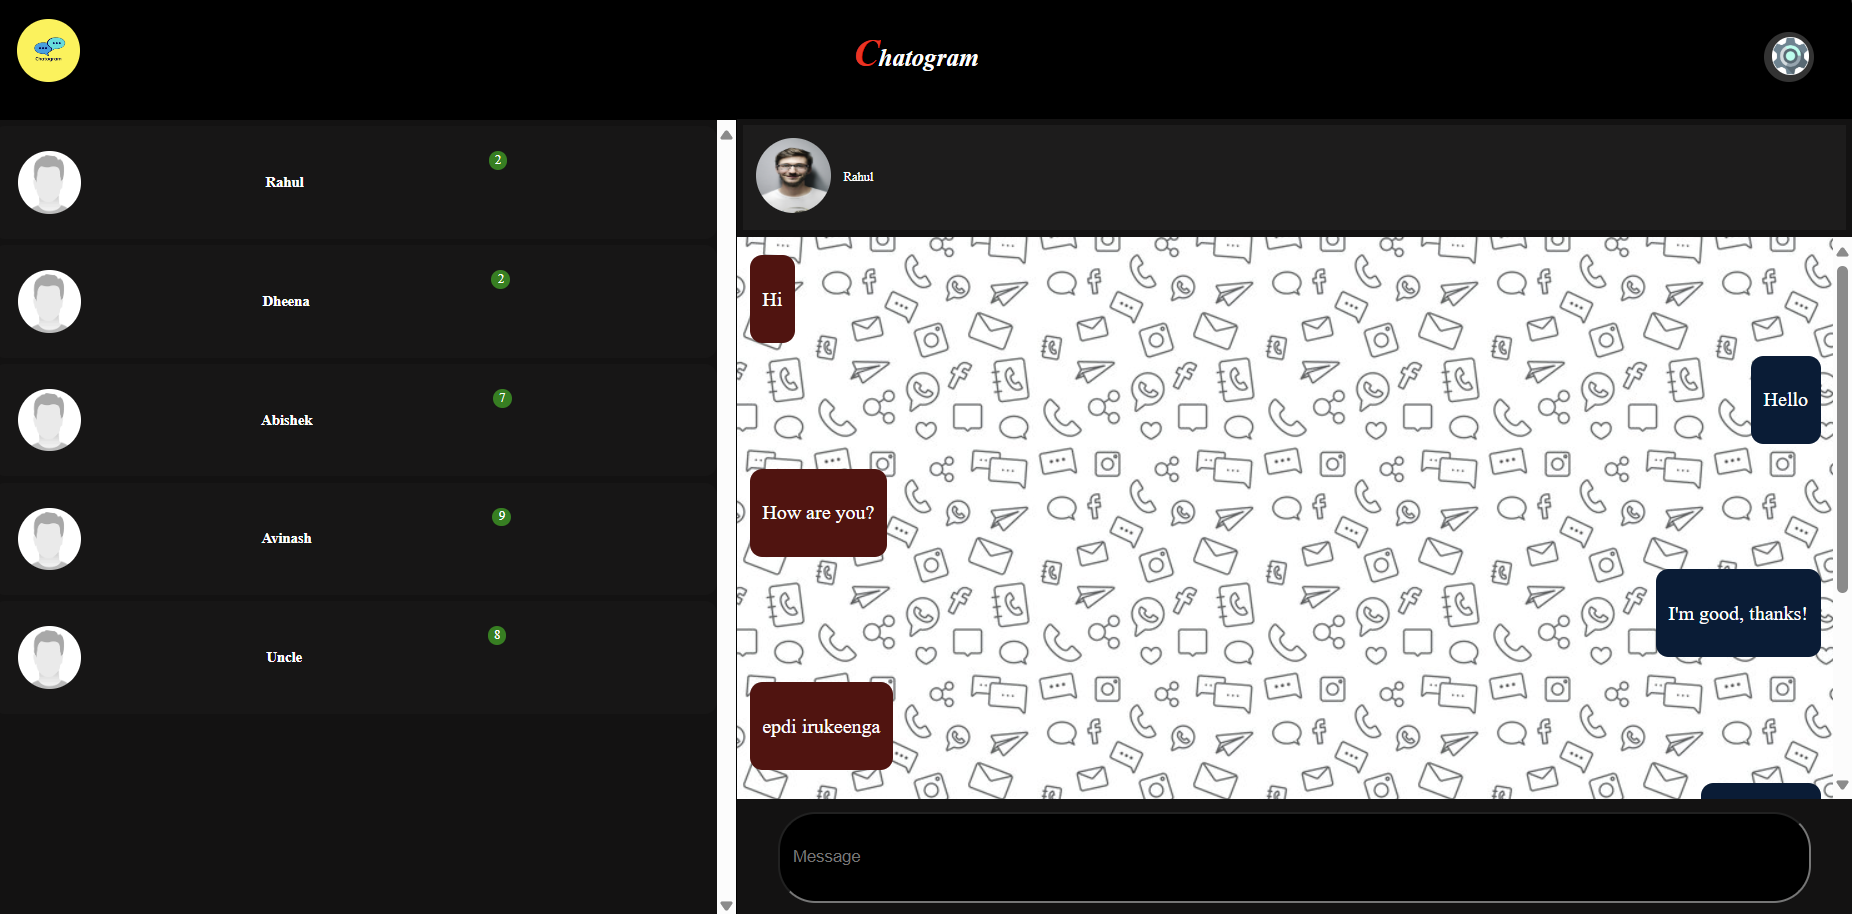 Chatogram
Chatogram
Rahul
2
Dheena
2
Abishek
7
Avinash
9
Uncle
8
Rahul
Hi
Hello
How are you?
I'm good, thanks!
epdi irukeenga
Message